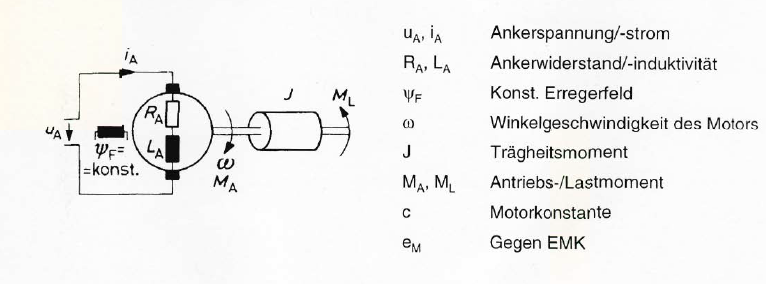 i_A
u_A
R_A
L_A
ψ_F=
=konst.
ω
M_A
J
M_L
u_A, i_A Ankerspannung/-strom
R_A, L_A Ankerwiderstand/-induktivität
ψ_F Konst. Erregerfeld
ω Winkelgeschwindigkeit des Motors
J Trägheitsmoment
M_A, M_L Antriebs-/Lastmoment
c Motorkonstante
e_M Gegen EMK